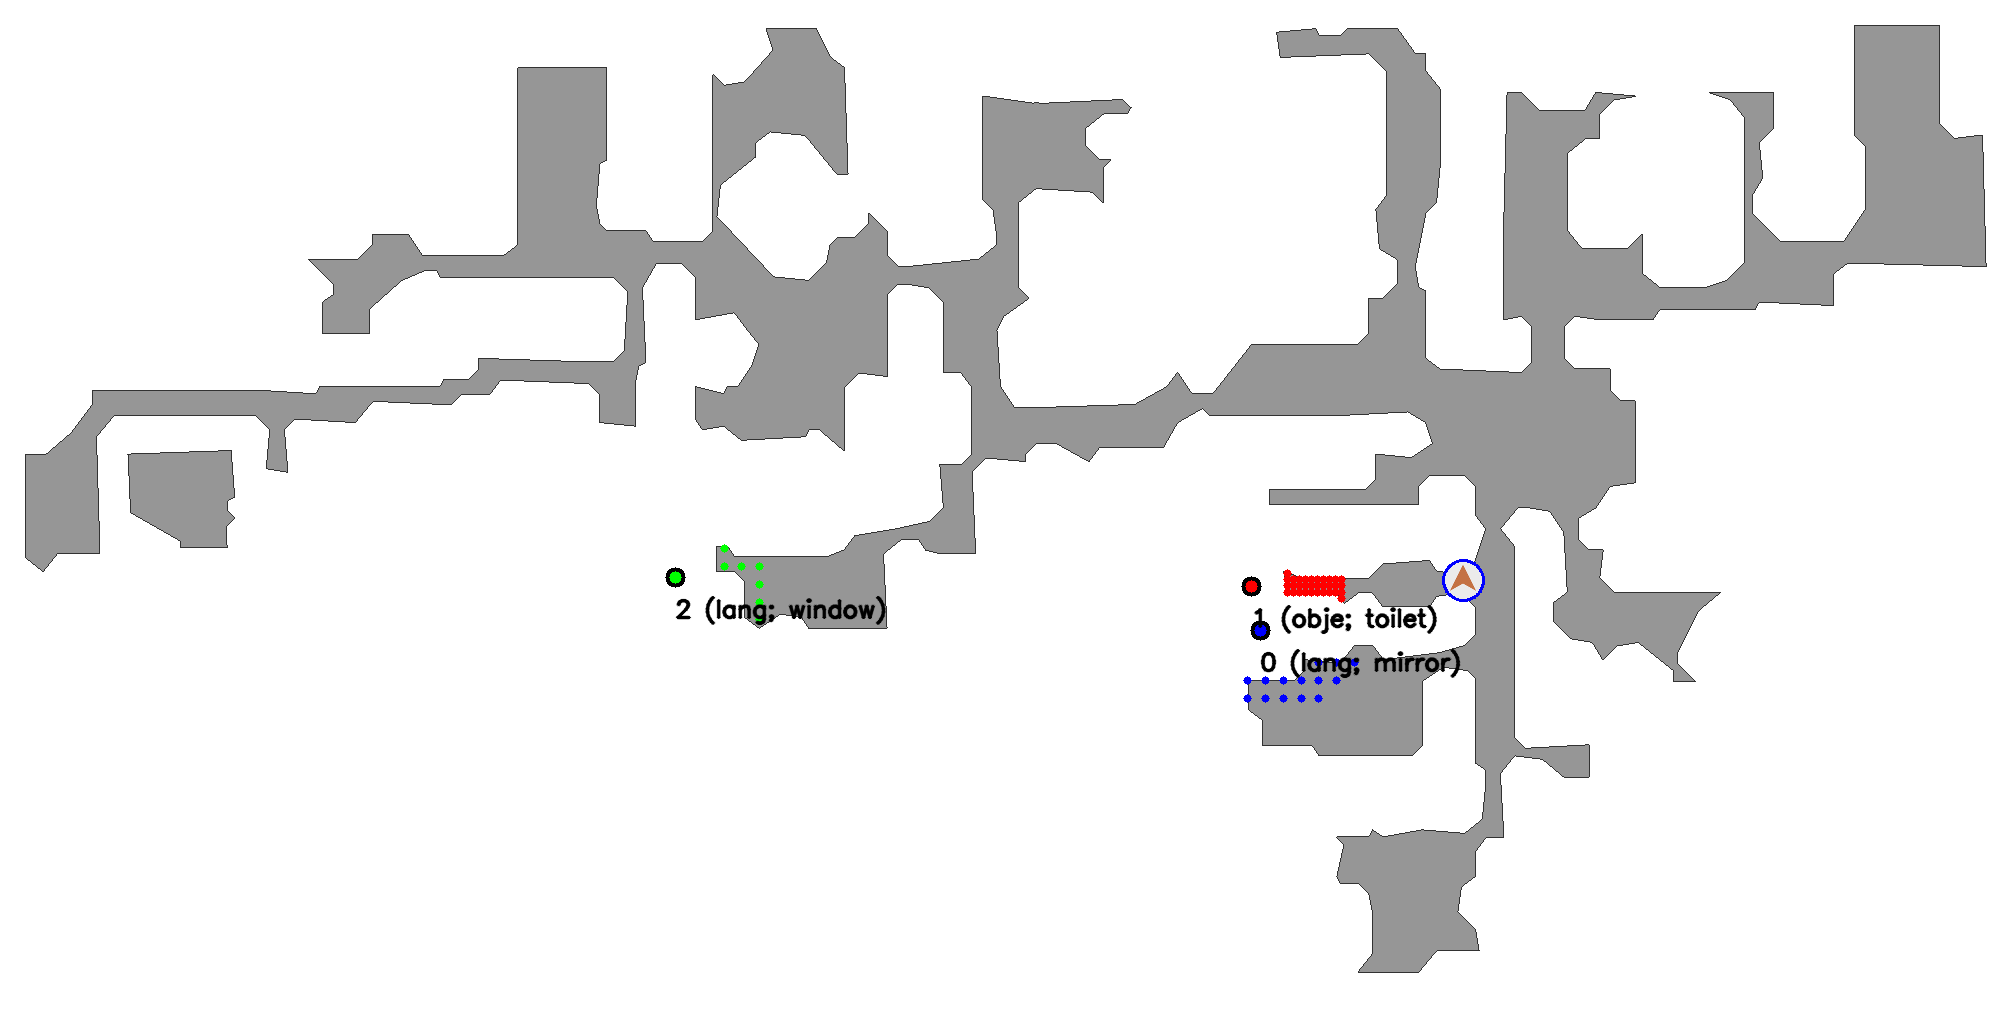 2 (lang; window)
1 (obje; toilet)
0 (lang; mirror)